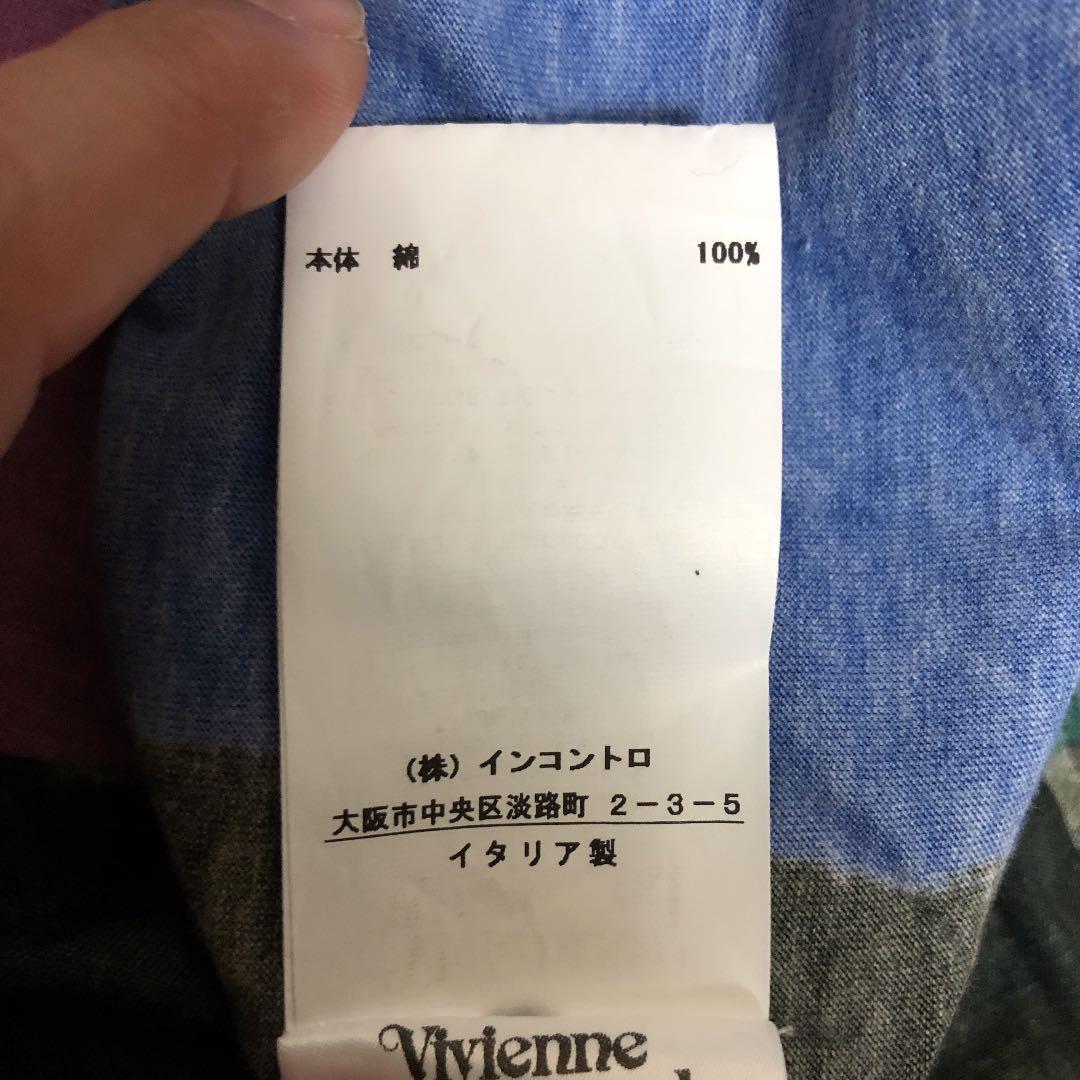 本体 綿 100%
(株) インコントロ
大阪市中央区淡路町 2-3-5
イタリア製
Vivienne